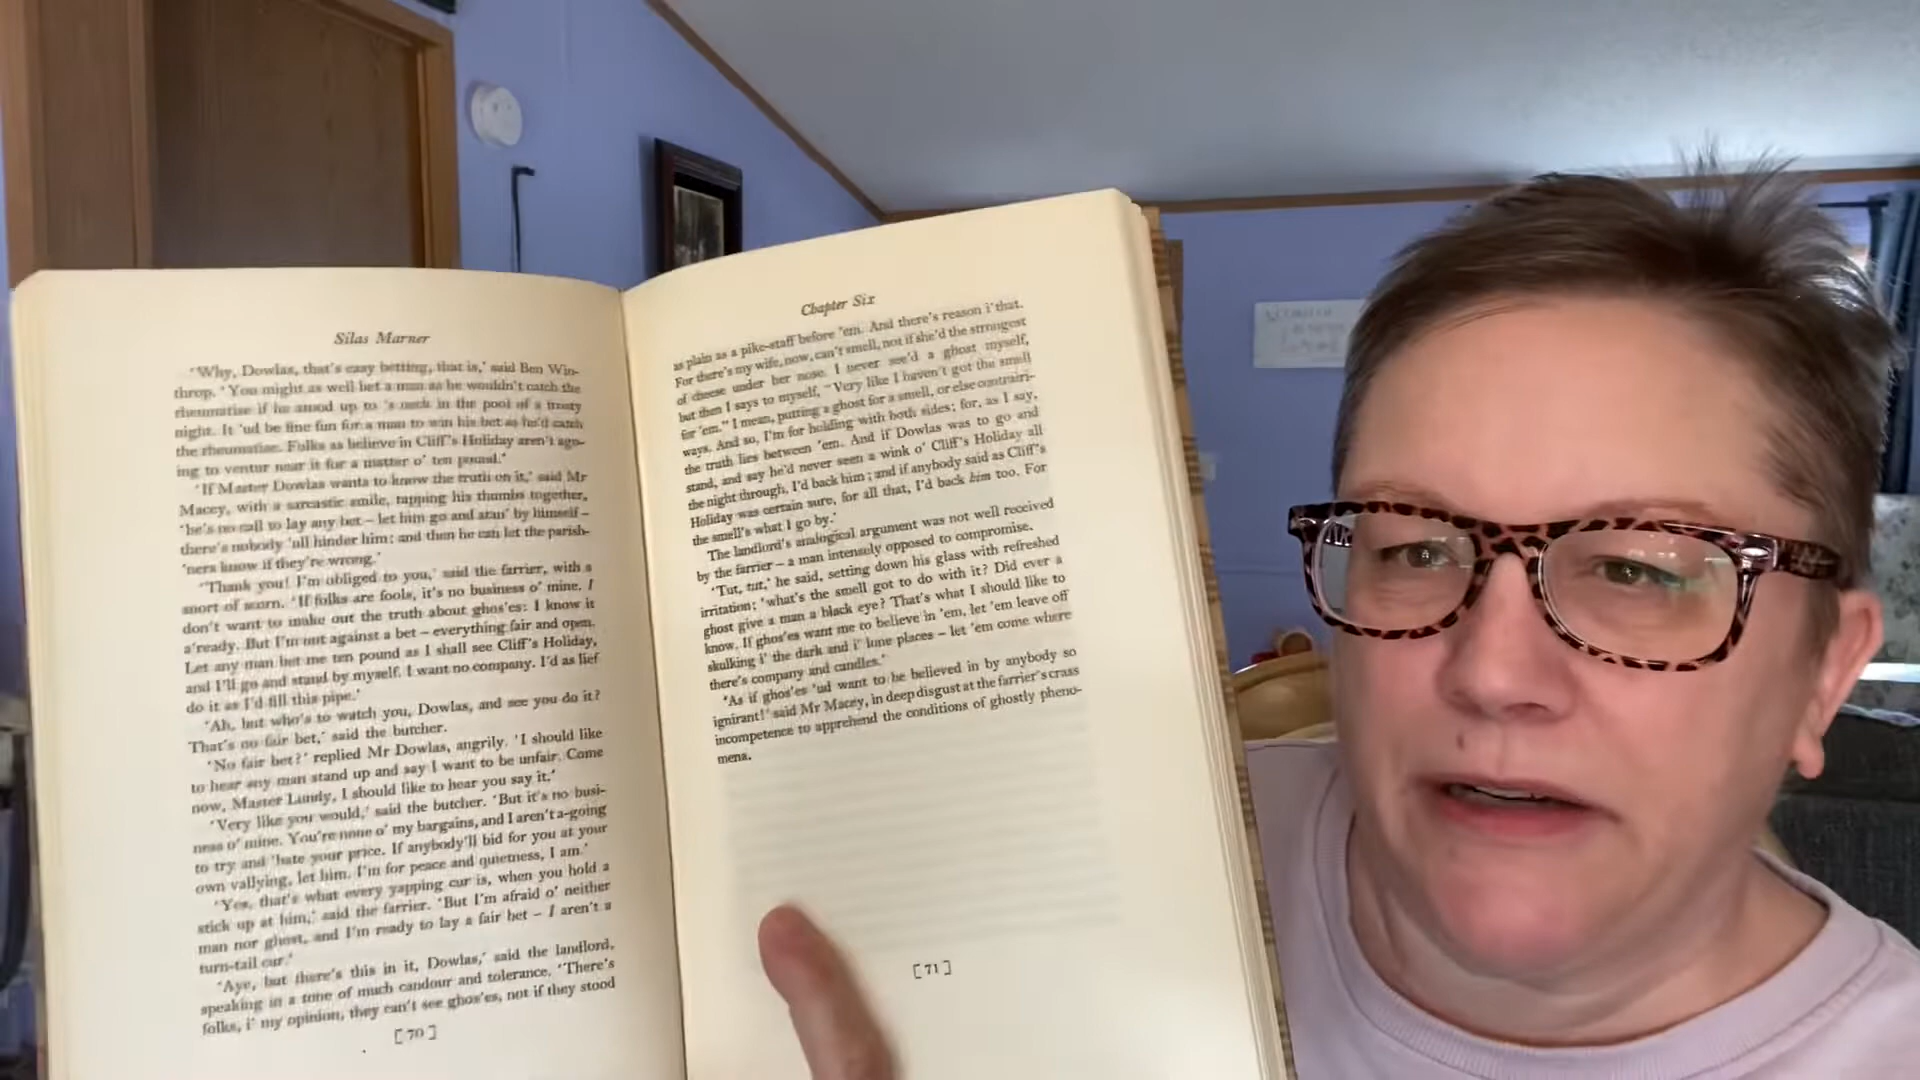 Silas Marner
'Why, Dowlas, that's easy betting, that is,' said Ben Win-
throp. 'You might as well bet a man as he wouldn't catch the
rheumatise if he stood up to 's neck in the pool of a frosty
night. It 'ud be fine fun for a man to win his bet as he'd catch
the rheumatise. Folks as believe in Cliff's Holiday aren't ago-
ing to ventur near it for a matter o' ten pound.'
'If Master Dowlas wants to know the truth on it,' said Mr
Macey, with a sarcastic smile, tapping his thumbs together,
'he's no call to lay any bet – let him go and stan' by himself –
there's nobody 'ull hinder him; and then he can let the parish-
'ners know if they're wrong.'
'Thank you! I'm obliged to you,' said the farrier, with a
snort of scorn. 'If folks are fools, it's no business o' mine. I
don't want to make out the truth about ghos'es: I know it
a'ready. But I'm not against a bet – everything fair and open.
Let any man bet me ten pound as I shall see Cliff's Holiday,
and I'll go and stand by myself. I want no company. I'd as lief
do it as I'd fill this pipe.'
'Ah, but who's to watch you, Dowlas, and see you do it?
That's no fair bet,' said the butcher.
'No fair bet?' replied Mr Dowlas, angrily. 'I should like
to hear any man stand up and say I want to be unfair. Come
now, Master Lundy, I should like to hear you say it.'
'Very like you would,' said the butcher. 'But it's no busi-
ness o' mine. You're none o' my bargains, and I aren't a-going
to try and 'bate your price. If anybody'll bid for you at your
own vallying, let him. I'm for peace and quietness, I am.'
'Yes, that's what every yapping cur is, when you hold a
stick up at him,' said the farrier. 'But I'm afraid o' neither
man nor ghost, and I'm ready to lay a fair bet – I aren't a
turn-tail cur.'
'Aye, but there's this in it, Dowlas,' said the landlord,
speaking in a tone of much candour and tolerance. 'There's
folks, i' my opinion, they can't see ghos'es, not if they stood
[70]
Chapter Six
as plain as a pike-staff before 'em. And there's reason i' that.
For there's my wife, now, can't smell, not if she'd the strongest
of cheese under her nose. I never see'd a ghost myself,
but then I says to myself, "Very like I haven't got the smell
for 'em." I mean, putting a ghost for a smell, or else contrairi-
ways. And so, I'm for holding with both sides; for, as I say,
the truth lies between 'em. And if Dowlas was to go and
stand, and say he'd never seen a wink o' Cliff's Holiday all
the night through, I'd back him; and if anybody said as Cliff's
Holiday was certain sure, for all that, I'd back him too. For
the smell's what I go by.'
The landlord's analogical argument was not well received
by the farrier – a man intensely opposed to compromise.
'Tut, tut,' he said, setting down his glass with refreshed
irritation; 'what's the smell got to do with it? Did ever a
ghost give a man a black eye? That's what I should like to
know. If ghos'es want me to believe in 'em, let 'em leave off
skulking i' the dark and i' lone places – let 'em come where
there's company and candles.'
'As if ghos'es 'ud want to be believed in by anybody so
ignirant!' said Mr Macey, in deep disgust at the farrier's crass
incompetence to apprehend the conditions of ghostly pheno-
mena.
[71]